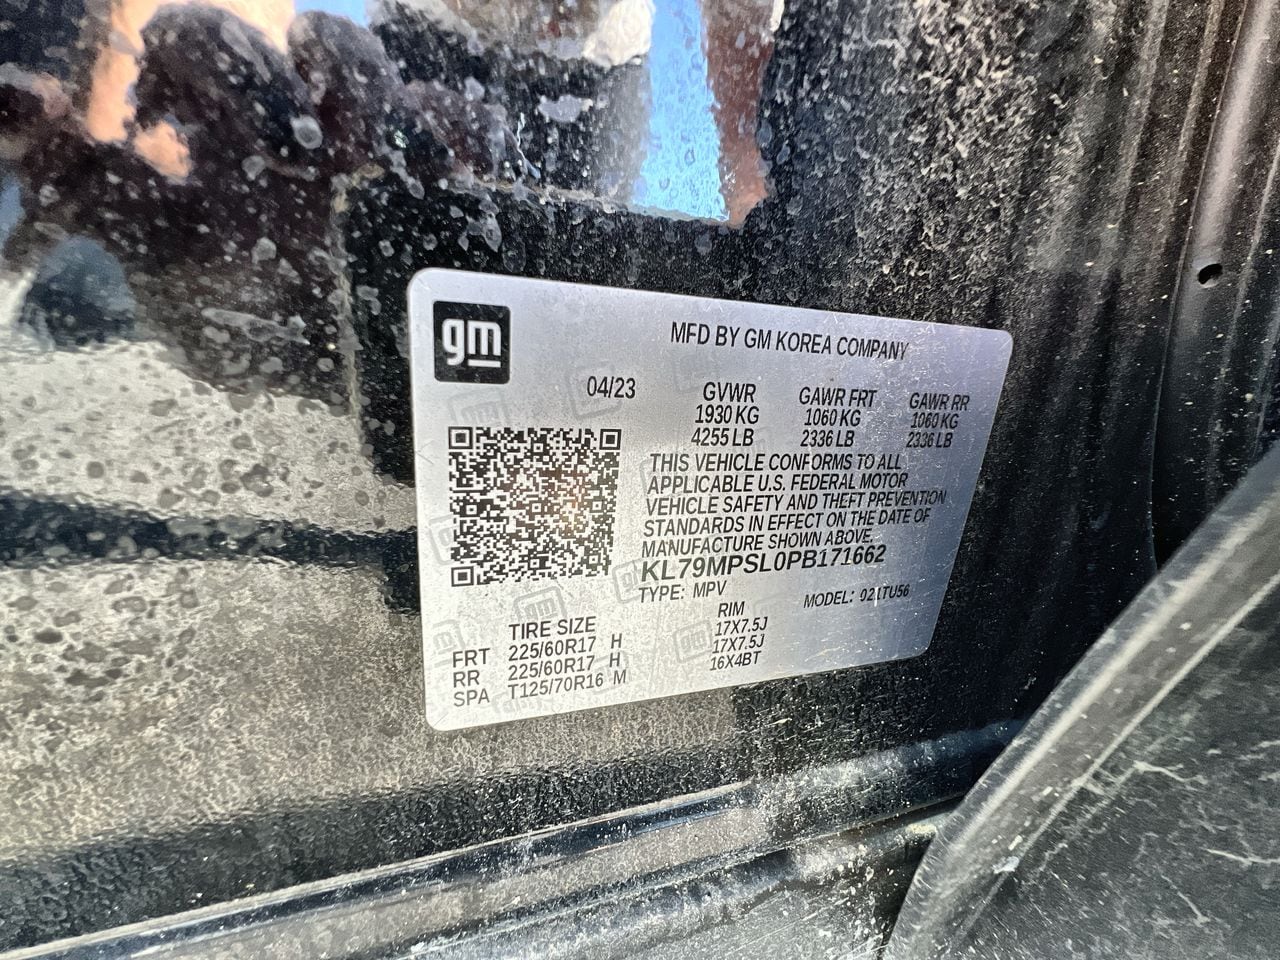 gm
MFD BY GM KOREA COMPANY
04/23
GVWR GAWR FRT GAWR RR
1930 KG 1060 KG 1060 KG
4255 LB 2336 LB 2336 LB
THIS VEHICLE CONFORMS TO ALL
APPLICABLE U.S. FEDERAL MOTOR
VEHICLE SAFETY AND THEFT PREVENTION
STANDARDS IN EFFECT ON THE DATE OF
MANUFACTURE SHOWN ABOVE.
KL79MPSL0PB171662
TYPE: MPV MODEL: 021TU56
TIRE SIZE RIM
FRT 225/60R17 H 17X7.5J
RR 225/60R17 H 17X7.5J
SPA T125/70R16 M 16X4BT